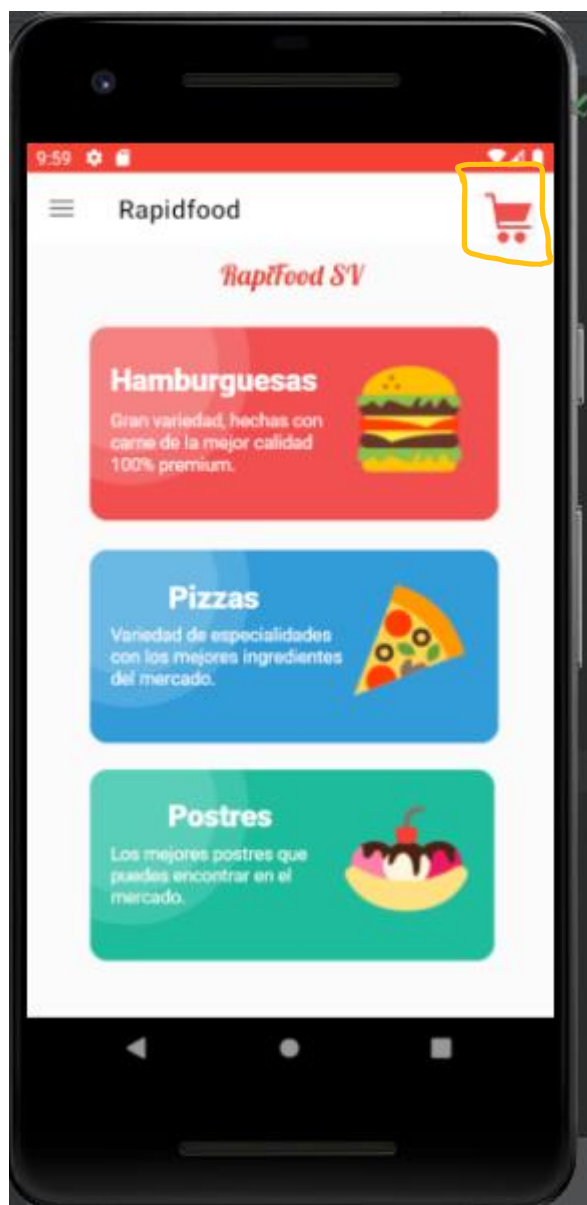 9:59
Rapidfood
RapiFood SV
Hamburguesas
Gran variedad, hechas con
carne de la mejor calidad
100% premium.
Pizzas
Variedad de especialidades
con los mejores ingredientes
del mercado.
Postres
Los mejores postres que
puedes encontrar en el
mercado.